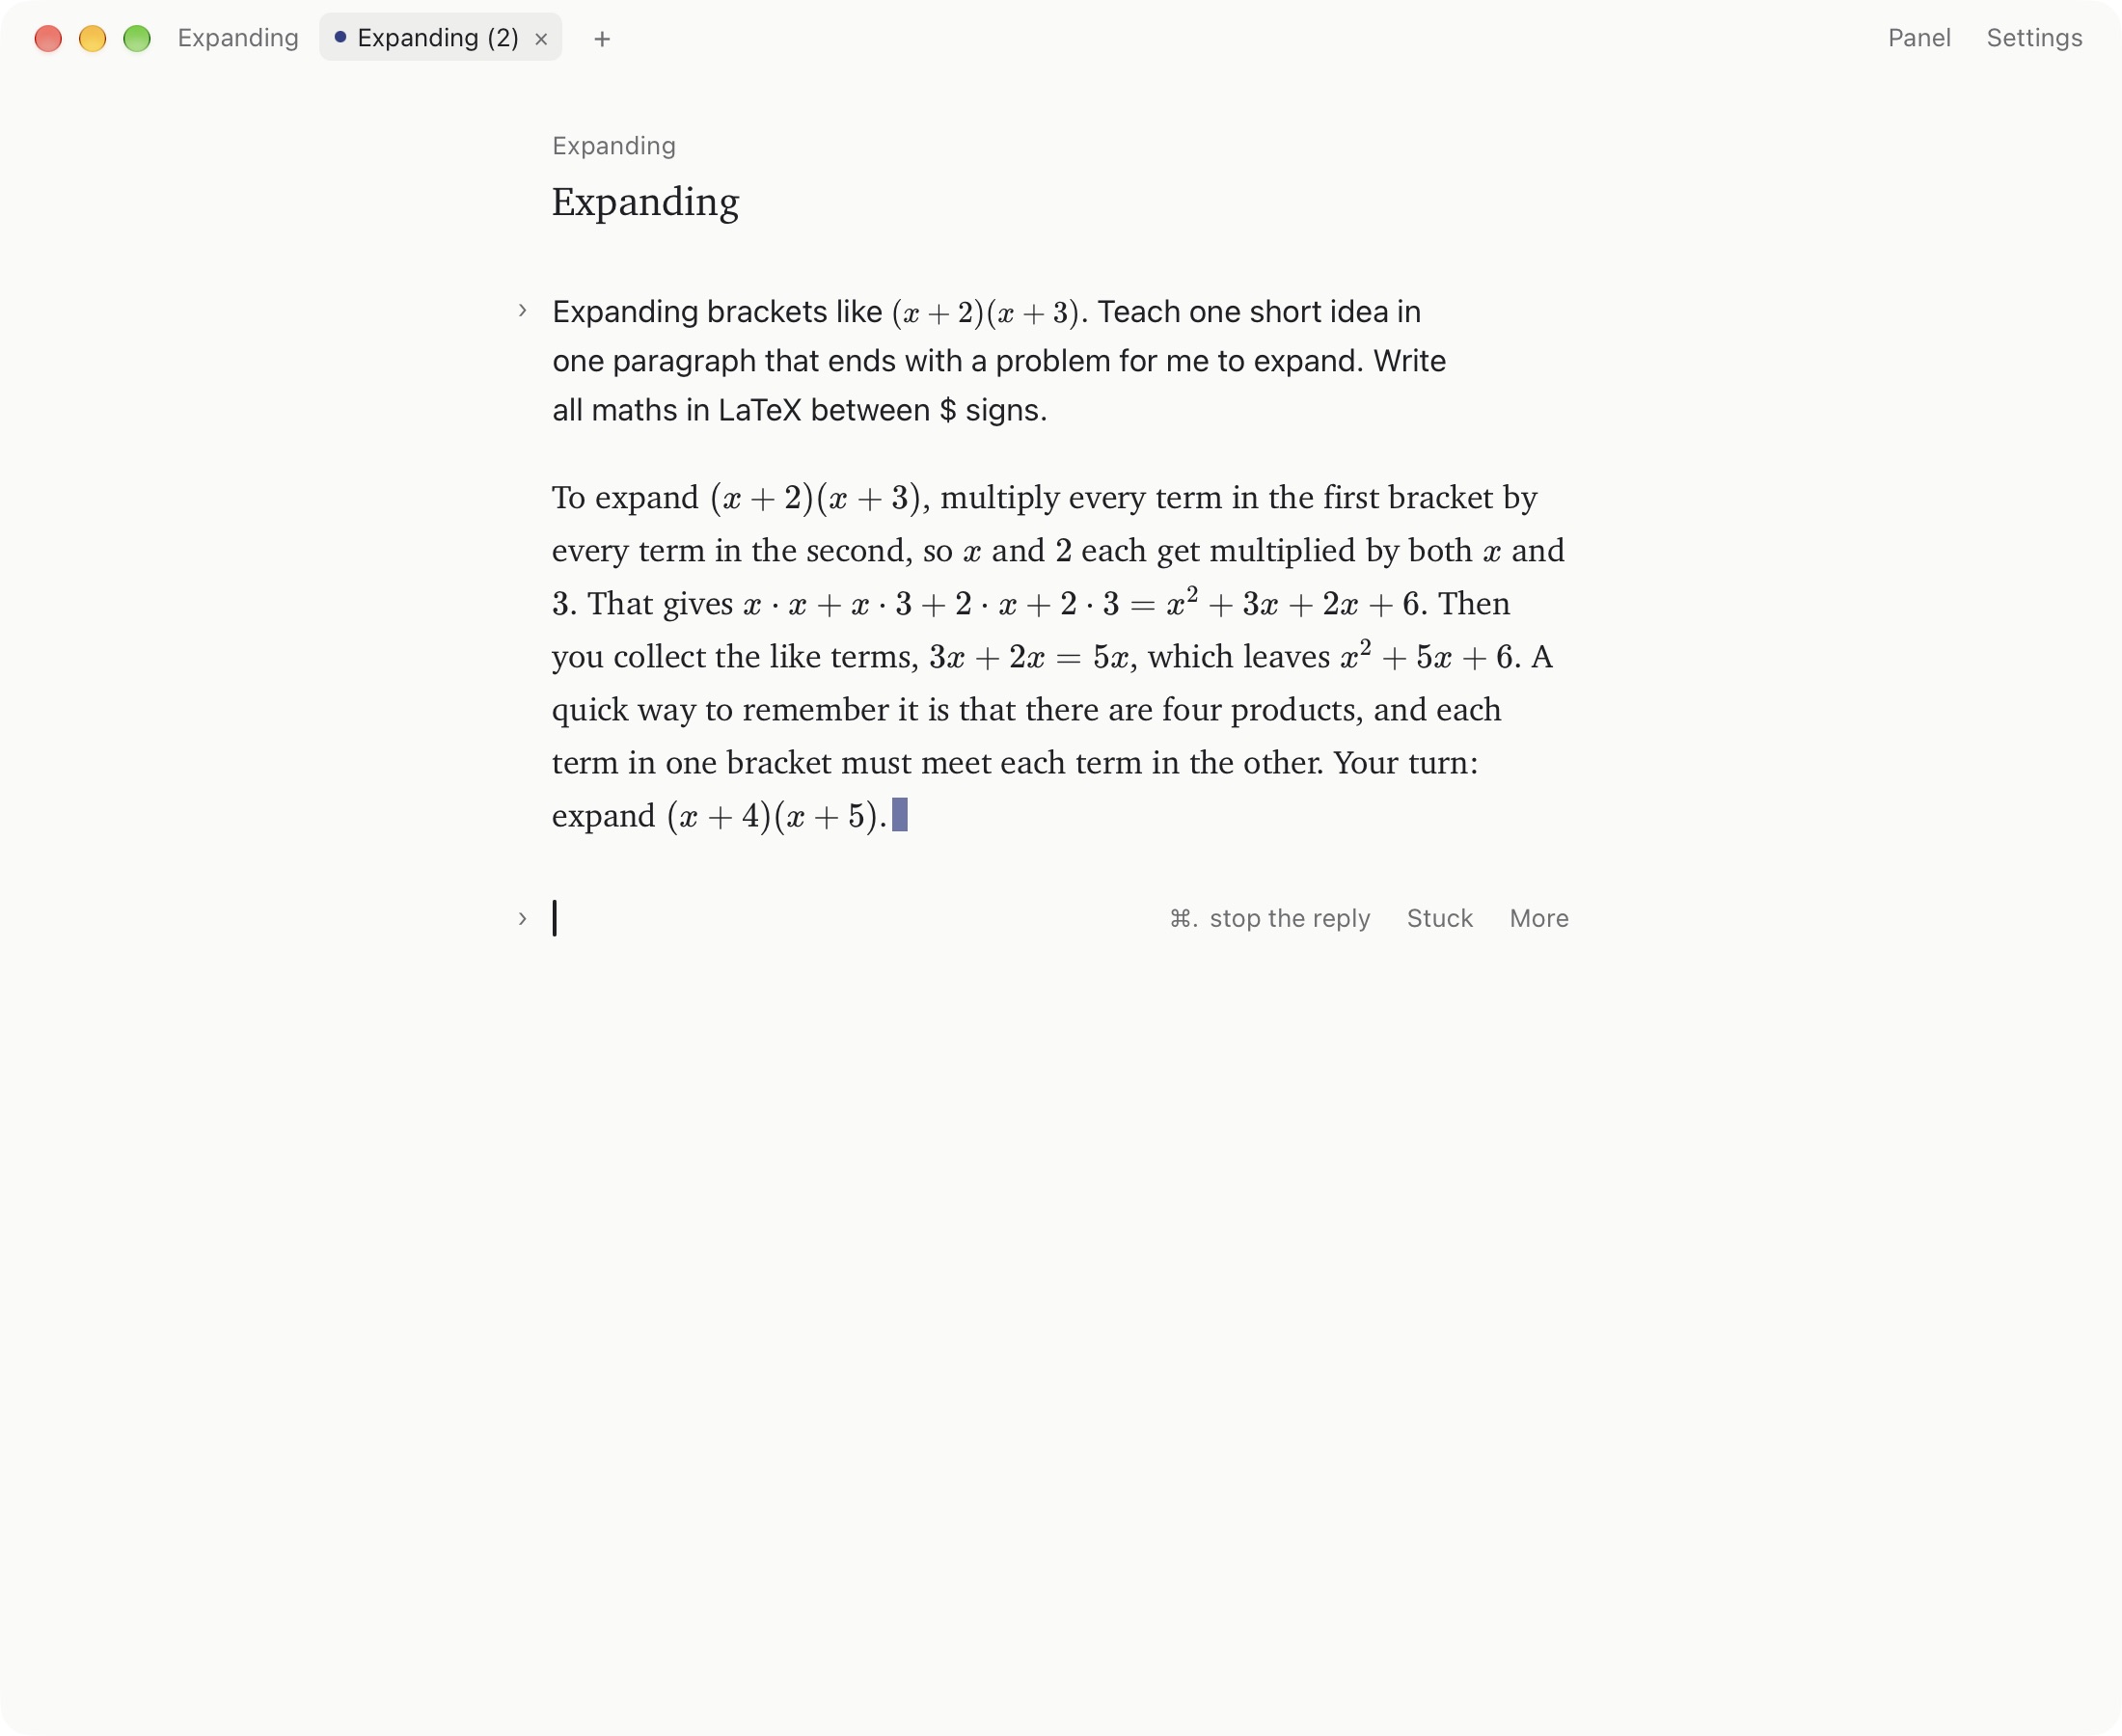 Expanding
Expanding (2) ×
+
Panel
Settings
Expanding
Expanding
› Expanding brackets like $(x + 2)(x + 3)$. Teach one short idea in
one paragraph that ends with a problem for me to expand. Write
all maths in LaTeX between $ signs.
To expand $(x + 2)(x + 3)$, multiply every term in the first bracket by
every term in the second, so $x$ and $2$ each get multiplied by both $x$ and
$3$. That gives $x \cdot x + x \cdot 3 + 2 \cdot x + 2 \cdot 3 = x^2 + 3x + 2x + 6$. Then
you collect the like terms, $3x + 2x = 5x$, which leaves $x^2 + 5x + 6$. A
quick way to remember it is that there are four products, and each
term in one bracket must meet each term in the other. Your turn:
expand $(x + 4)(x + 5)$.
›
⌘. stop the reply
Stuck
More